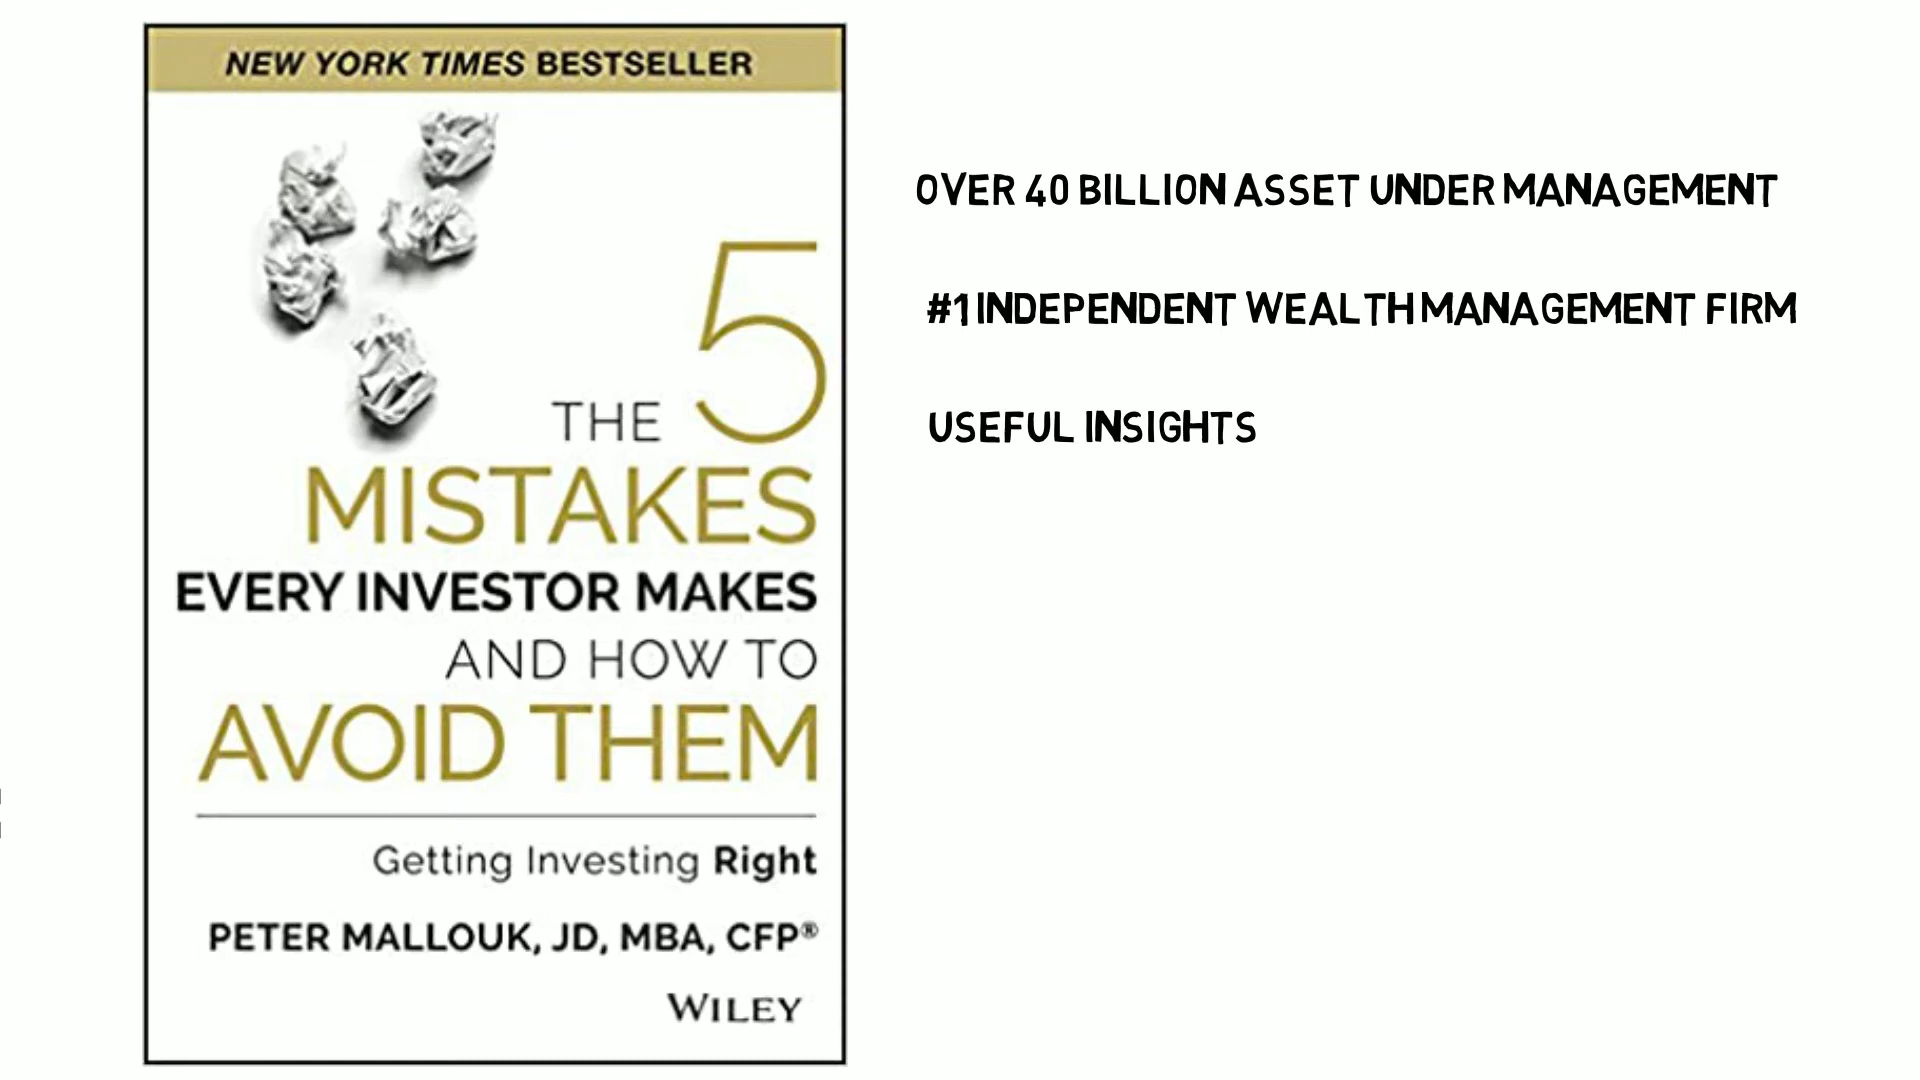 NEW YORK TIMES BESTSELLER
THE 5
MISTAKES
EVERY INVESTOR MAKES
AND HOW TO
AVOID THEM
Getting Investing Right
PETER MALLOUK, JD, MBA, CFP®
WILEY
OVER 40 BILLION ASSET UNDER MANAGEMENT
#1 INDEPENDENT WEALTH MANAGEMENT FIRM
USEFUL INSIGHTS